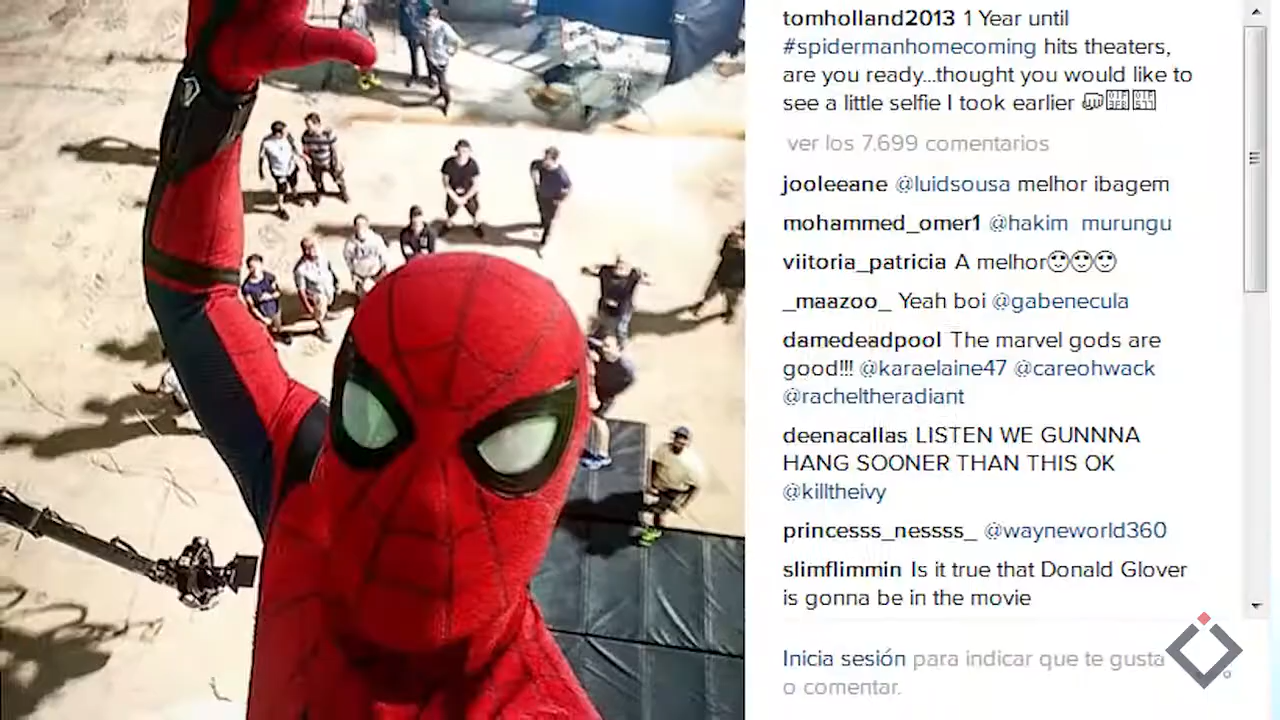 tomholland2013 1 Year until
#spidermanhomecoming hits theaters,
are you ready...thought you would like to
see a little selfie I took earlier
ver los 7.699 comentarios
jooleeane @luidsousa melhor ibagem
mohammed_omer1 @hakim murungu
viitoria_patricia A melhor
_maazoo_ Yeah boi @gabenecula
damedeadpool The marvel gods are
good!!! @karaelaine47 @careohwack
@racheltheradiant
deenacallas LISTEN WE GUNNNA
HANG SOONER THAN THIS OK
@killtheivy
princesss_nessss_ @wayneworld360
slimflimmin Is it true that Donald Glover
is gonna be in the movie
Inicia sesión para indicar que te gusta
o comentar.